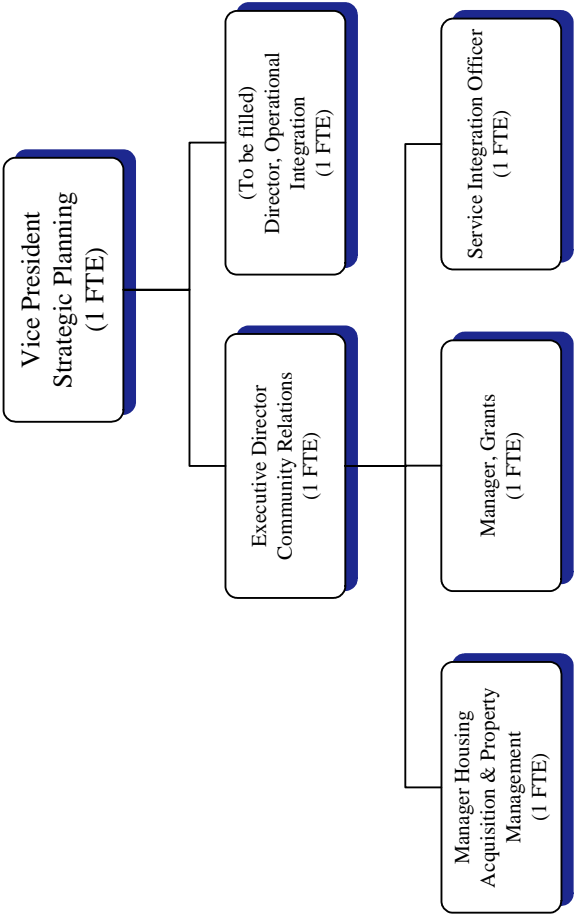 Vice President
Strategic Planning
(1 FTE)
Executive Director
Community Relations
(1 FTE)
(To be filled)
Director, Operational
Integration
(1 FTE)
Manager Housing
Acquisition & Property
Management
(1 FTE)
Manager, Grants
(1 FTE)
Service Integration Officer
(1 FTE)